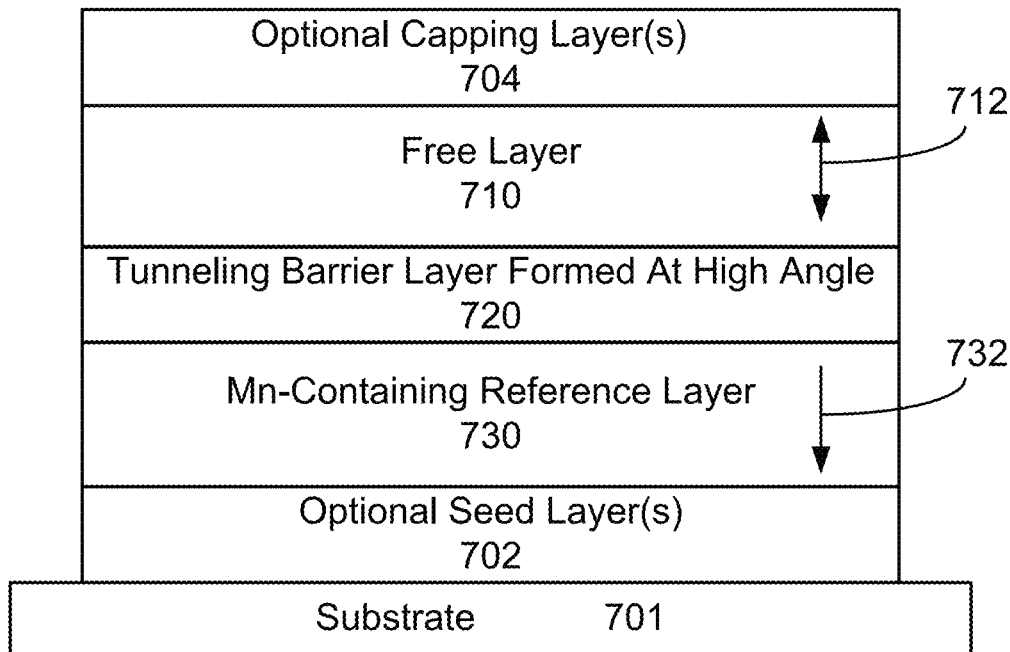 Optional Capping Layer(s)
704
712
Free Layer
710
Tunneling Barrier Layer Formed At High Angle
720
732
Mn-Containing Reference Layer
730
Optional Seed Layer(s)
702
Substrate 701